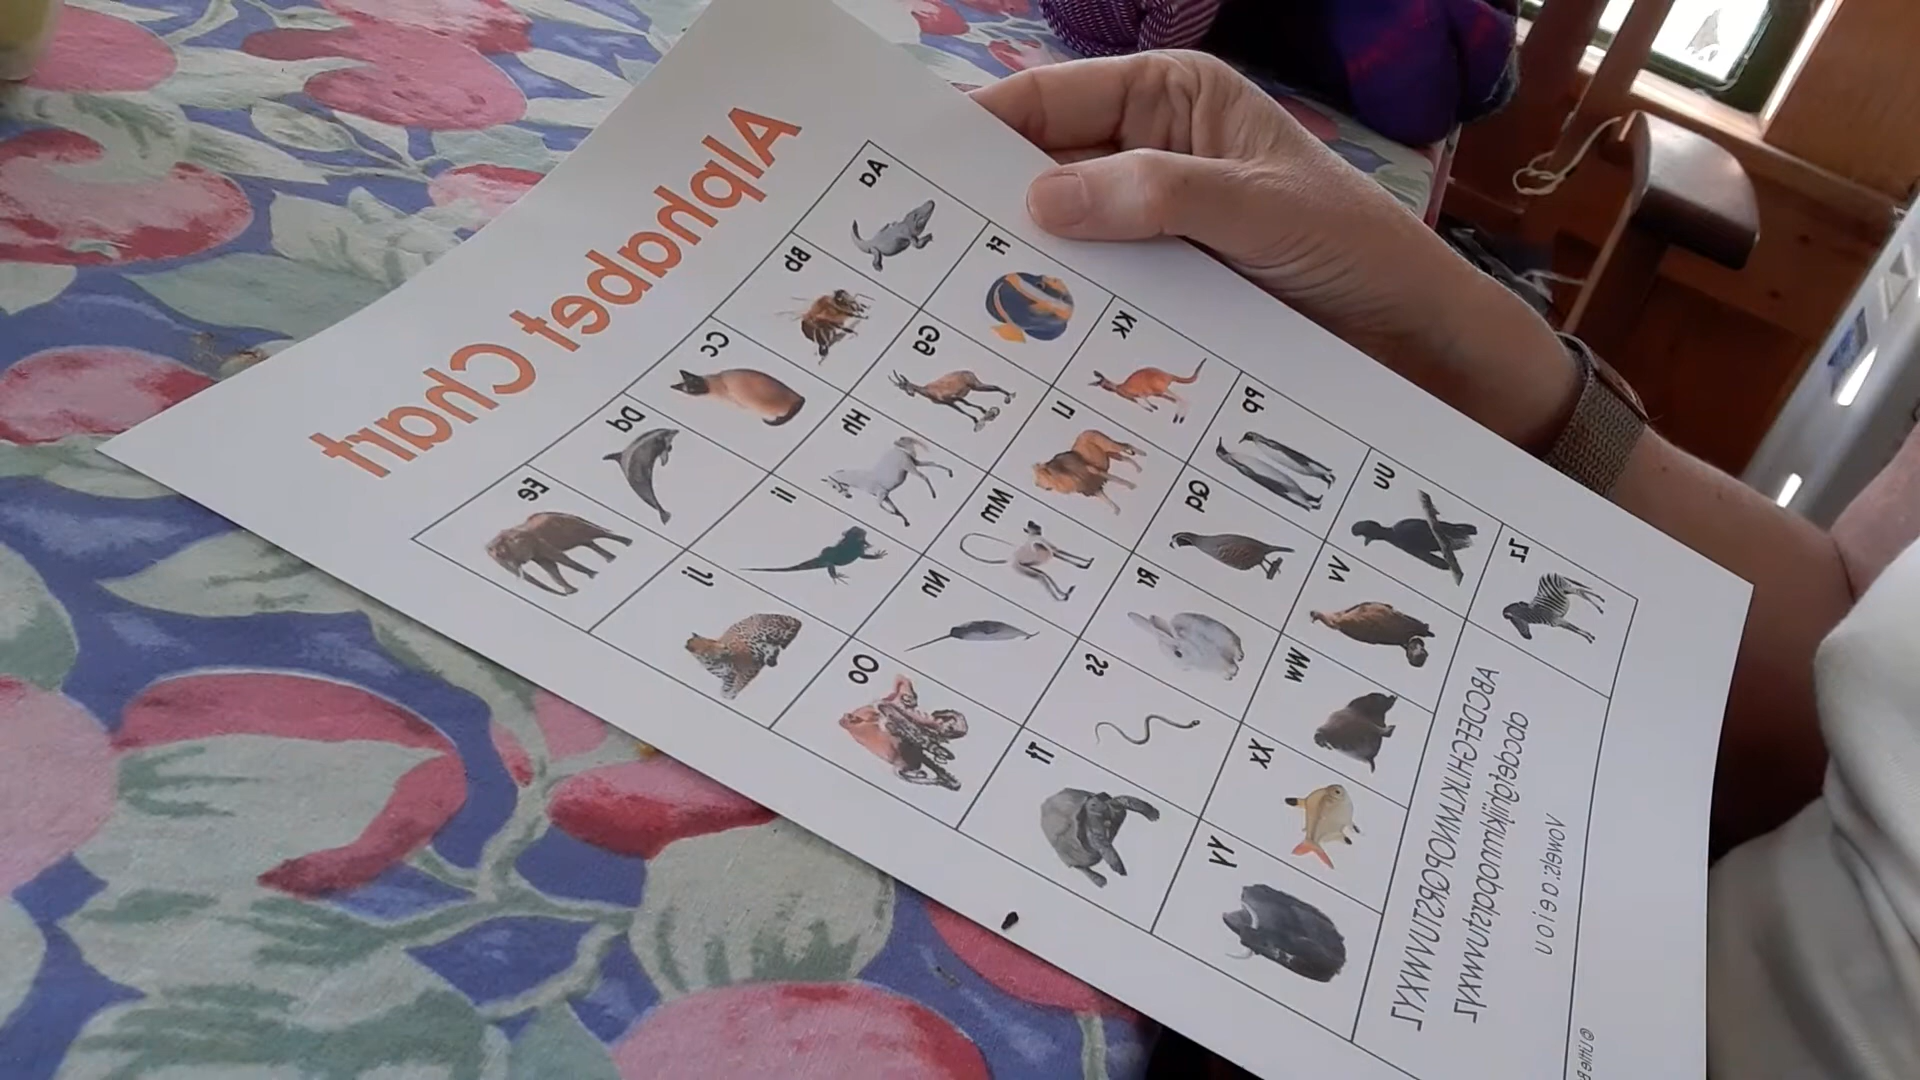 Alphabet Chart
Aa
Bb
Cc
Dd
Ee
Ff
Gg
Hh
Ii
Jj
Kk
Ll
Mm
Nn
Oo
Pp
Qq
Rr
Ss
Tt
Uu
Vv
Ww
Xx
Yy
Zz
ABCDEFGHIJKLMNOPQRSTUVWXYZ
abcdefghijklmnopqrstuvwxyz
Vowels: a e i o u
© Little